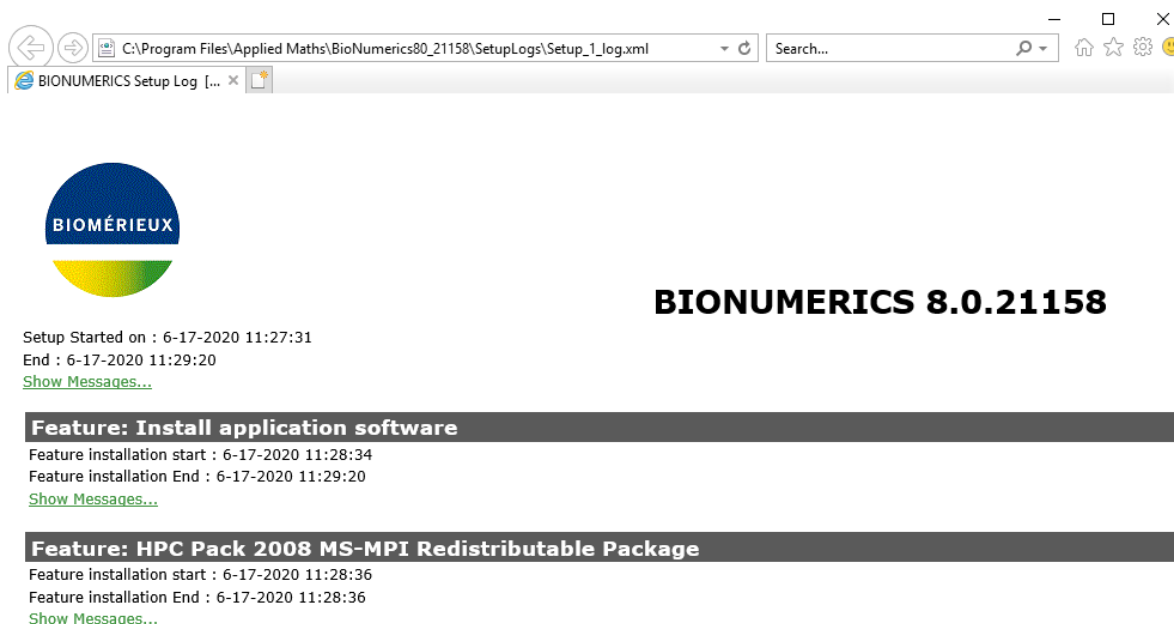 C:\Program Files\Applied Maths\BioNumerics80_21158\SetupLogs\Setup_1_log.xml
Search...
BIONUMERICS Setup Log [...
BIOMÉRIEUX
BIONUMERICS 8.0.21158
Setup Started on : 6-17-2020 11:27:31
End : 6-17-2020 11:29:20
Show Messages...
Feature: Install application software
Feature installation start : 6-17-2020 11:28:34
Feature installation End : 6-17-2020 11:29:20
Show Messages...
Feature: HPC Pack 2008 MS-MPI Redistributable Package
Feature installation start : 6-17-2020 11:28:36
Feature installation End : 6-17-2020 11:28:36
Show Messages...